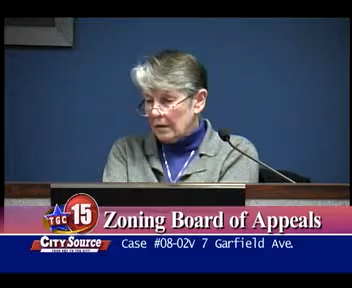 TGC 15
Zoning Board of Appeals
CITY SOURCE
Case #08-02V 7 Garfield Ave.